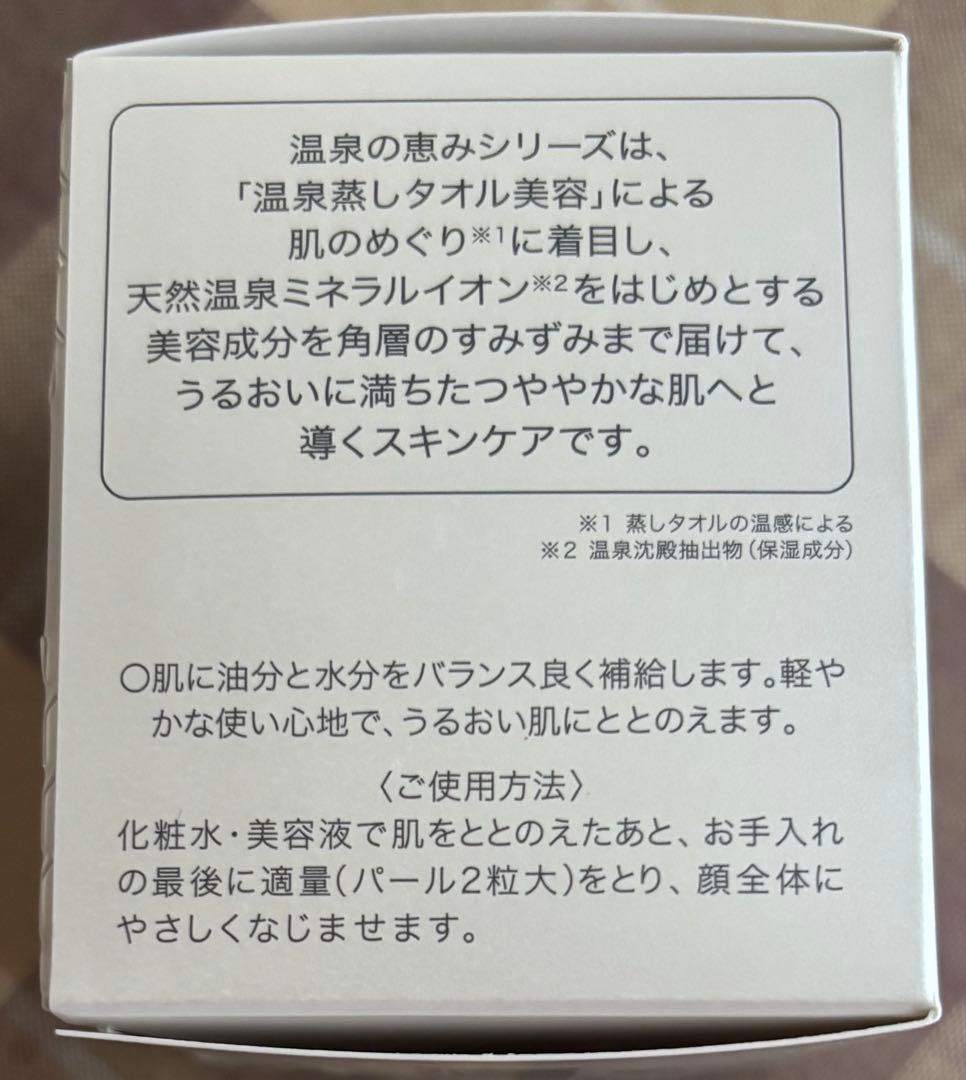 温泉の恵みシリーズは、
「温泉蒸しタオル美容」による
肌のめぐり※1に着目し、
天然温泉ミネラルイオン※2をはじめとする
美容成分を角層のすみずみまで届けて、
うるおいに満ちたつややかな肌へと
導くスキンケアです。
※1 蒸しタオルの温感による
※2 温泉沈殿抽出物（保湿成分）
○肌に油分と水分をバランス良く補給します。軽や
かな使い心地で、うるおい肌にととのえます。
〈ご使用方法〉
化粧水・美容液で肌をととのえたあと、お手入れ
の最後に適量（パール2粒大）をとり、顔全体に
やさしくなじませます。